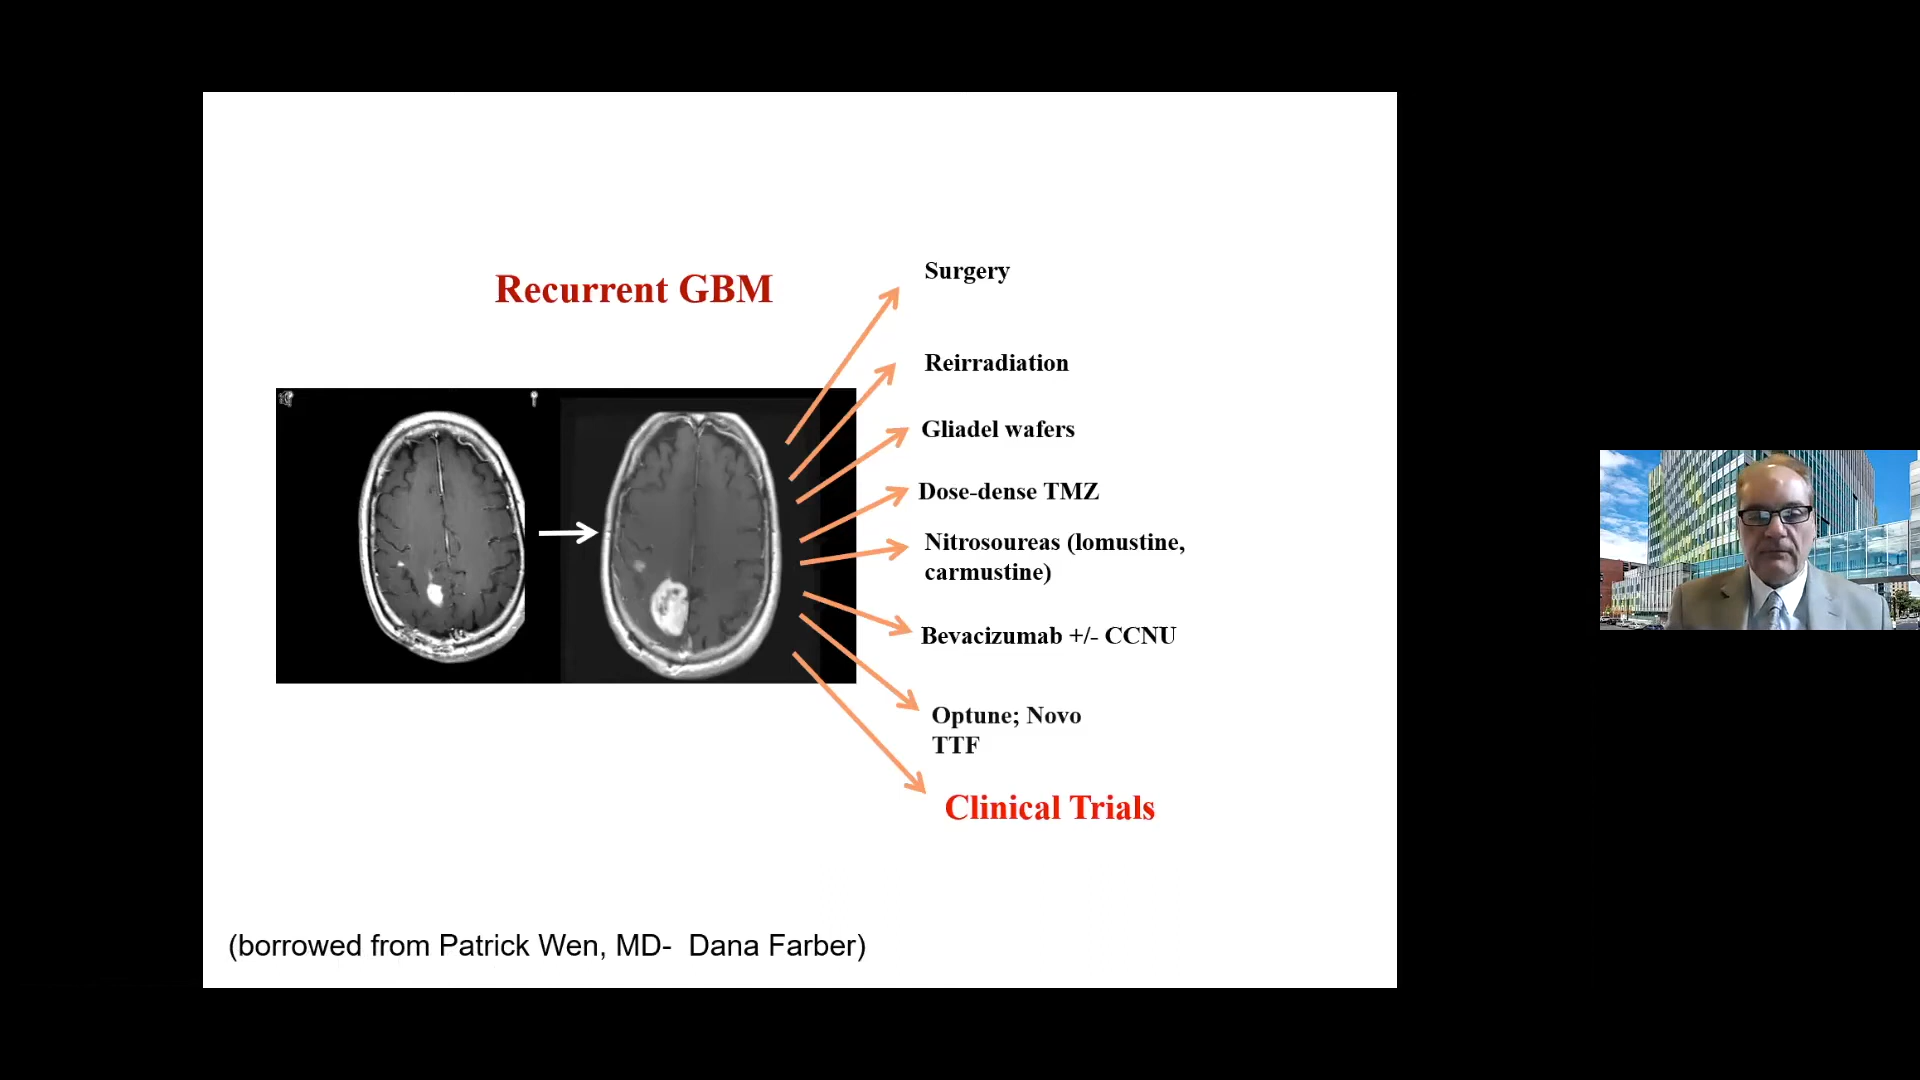 Recurrent GBM
Surgery
Reirradiation
Gliadel wafers
Dose-dense TMZ
Nitrosoureas (lomustine,
carmustine)
Bevacizumab +/- CCNU
Optune; Novo
TTF
Clinical Trials
(borrowed from Patrick Wen, MD-  Dana Farber)